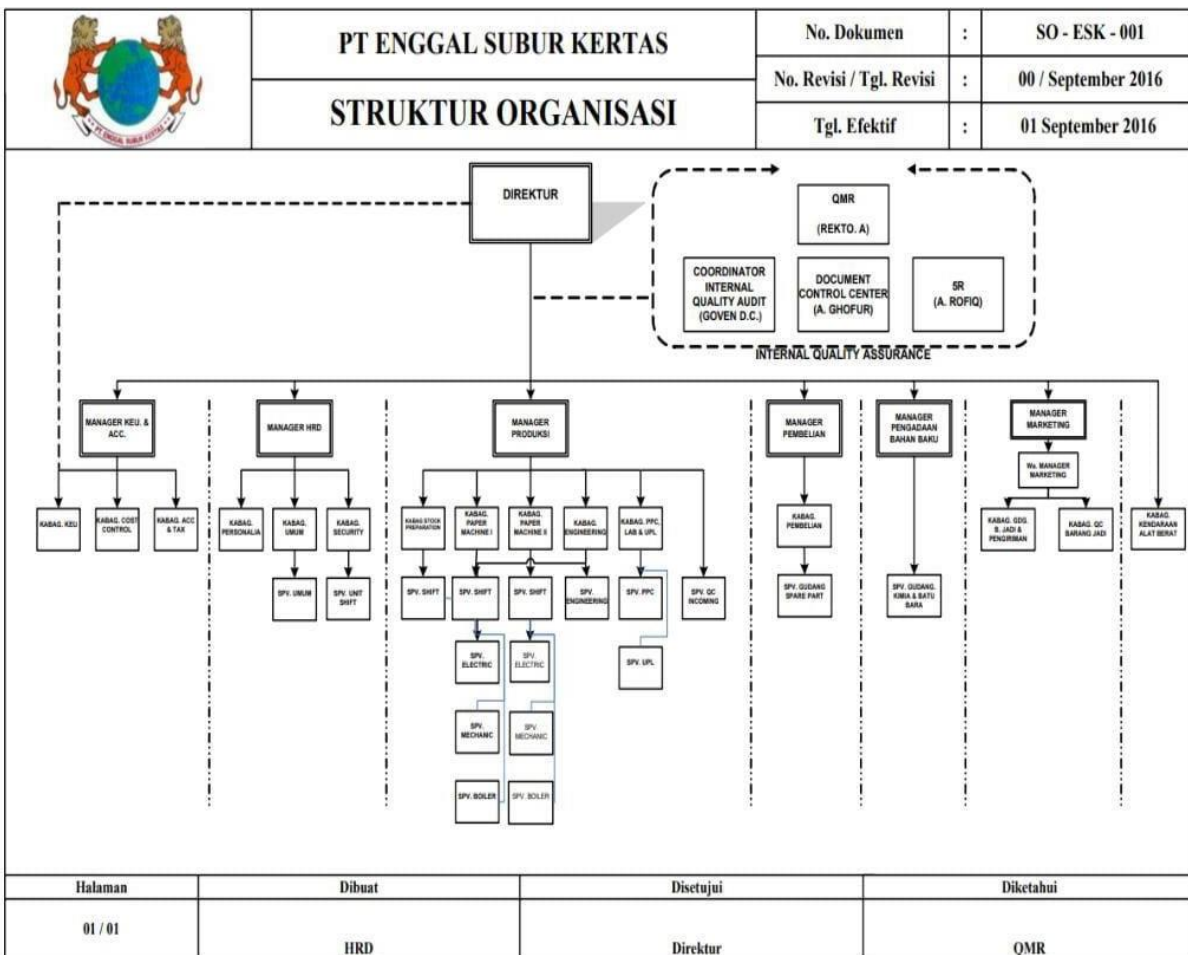 PT ENGGAL SUBUR KERTAS
STRUKTUR ORGANISASI
No. Dokumen : SO - ESK - 001
No. Revisi / Tgl. Revisi : 00 / September 2016
Tgl. Efektif : 01 September 2016
PT. ENGGAL SUBUR KERTAS
DIREKTUR
QMR
(REKTO. A)
COORDINATOR
INTERNAL
QUALITY AUDIT
(GOVEN D.C.)
DOCUMENT
CONTROL CENTER
(A. GHOFUR)
5R
(A. ROFIQ)
INTERNAL QUALITY ASSURANCE
MANAGER KEU. &
ACC.
MANAGER HRD
MANAGER
PRODUKSI
MANAGER
PEMBELIAN
MANAGER
PENGADAAN
BAHAN BAKU
MANAGER
MARKETING
Wa. MANAGER
MARKETING
KABAG. KEU
KABAG. COST
CONTROL
KABAG. ACC
& TAX
KABAG.
PERSONALIA
KABAG.
UMUM
KABAG.
SECURITY
KABAG STOCK
PREPARATION
KABAG.
PAPER
MACHINE I
KABAG.
PAPER
MACHINE II
KABAG.
ENGINEERING
KABAG. PPC,
LAB & UPL
KABAG.
PEMBELIAN
KABAG. GDG.
B. JADI &
PENGIRIMAN
KABAG. QC
BARANG JADI
KABAG.
KENDARAAN
ALAT BERAT
SPV. UMUM
SPV. UNIT
SHIFT
SPV. SHIFT
SPV. SHIFT
SPV. SHIFT
SPV.
ENGINEERING
SPV. PPC
SPV. QC
INCOMING
SPV. GUDANG
SPARE PART
SPV. GUDANG.
KIMIA & BATU
BARA
SPV.
ELECTRIC
SPV.
ELECTRIC
SPV. UPL
SPV.
MECHANIC
SPV.
MECHANIC
SPV. BOILER
SPV. BOILER
Halaman
Dibuat
Disetujui
Diketahui
01 / 01
HRD
Direktur
QMR